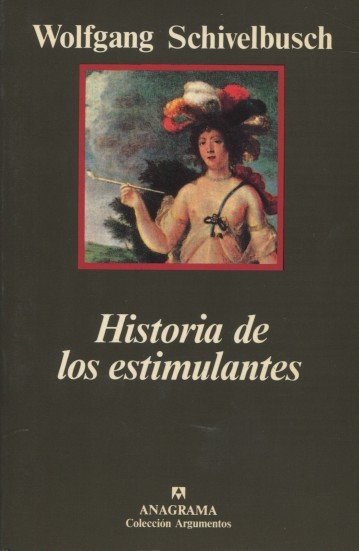 Wolfgang Schivelbusch
Historia de
los estimulantes
ANAGRAMA
Colección Argumentos